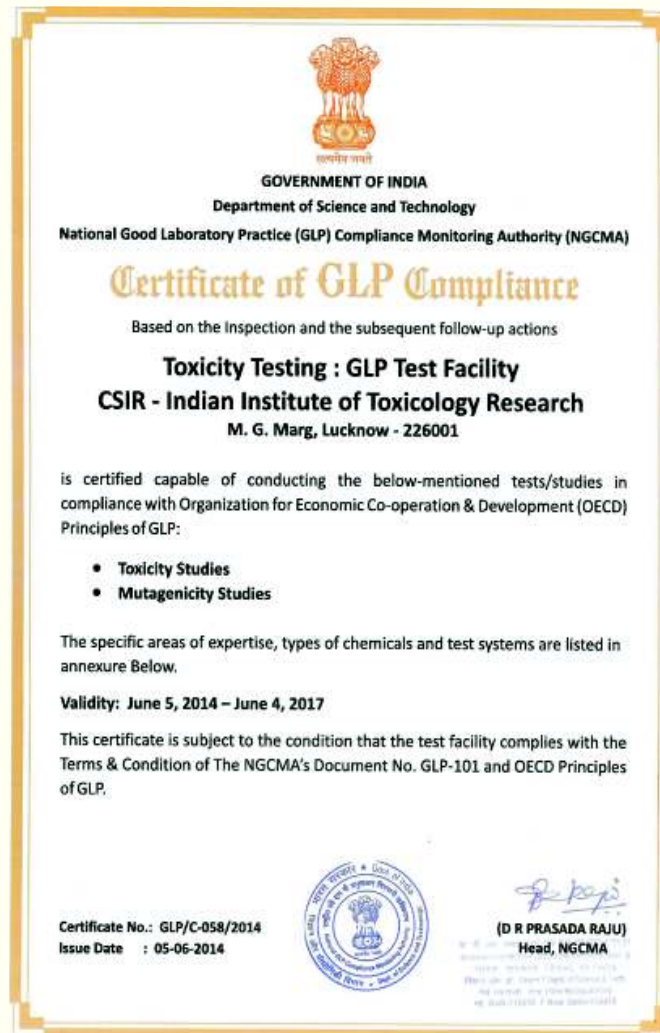 सत्यमेव जयते
GOVERNMENT OF INDIA
Department of Science and Technology
National Good Laboratory Practice (GLP) Compliance Monitoring Authority (NGCMA)
Certificate of GLP Compliance
Based on the Inspection and the subsequent follow-up actions
Toxicity Testing : GLP Test Facility
CSIR - Indian Institute of Toxicology Research
M. G. Marg, Lucknow - 226001
is certified capable of conducting the below-mentioned tests/studies in
compliance with Organization for Economic Co-operation & Development (OECD)
Principles of GLP:
• Toxicity Studies
• Mutagenicity Studies
The specific areas of expertise, types of chemicals and test systems are listed in
annexure Below.
Validity: June 5, 2014 – June 4, 2017
This certificate is subject to the condition that the test facility complies with the
Terms & Condition of The NGCMA's Document No. GLP-101 and OECD Principles
of GLP.
भारत सरकार • Govt. of India
Certificate No.: GLP/C-058/2014
Issue Date : 05-06-2014
(D R PRASADA RAJU)
Head, NGCMA